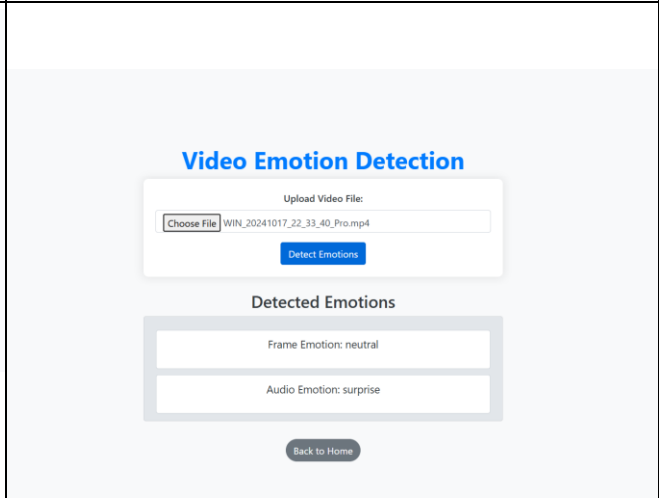 Video Emotion Detection
Upload Video File:
Choose File WIN_20241017_22_33_40_Pro.mp4
Detect Emotions
Detected Emotions
Frame Emotion: neutral
Audio Emotion: surprise
Back to Home